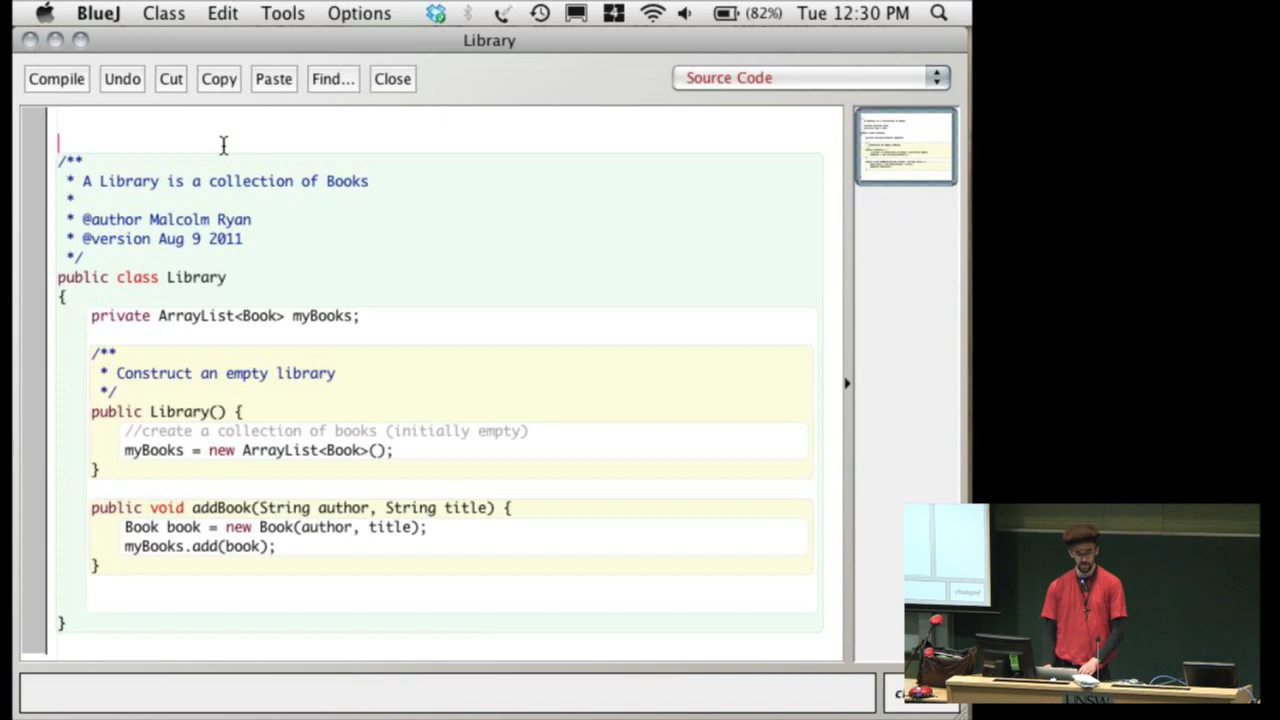 BlueJ Class Edit Tools Options 4 (82%) Tue 12:30 PM
Library
Compile Undo Cut Copy Paste Find... Close Source Code
/**
* A Library is a collection of Books
*
* @author Malcolm Ryan
* @version Aug 9 2011
*/
public class Library
{
private ArrayList<Book> myBooks;
/**
* Construct an empty library
*/
public Library() {
//create a collection of books (initially empty)
myBooks = new ArrayList<Book>();
}
public void addBook(String author, String title) {
Book book = new Book(author, title);
myBooks.add(book);
}
}
changed
UNSW